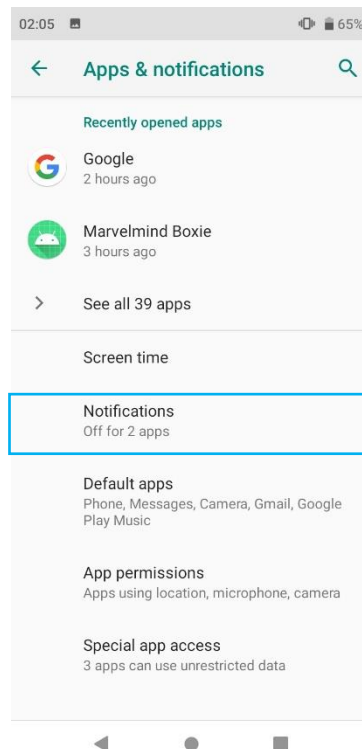 02:05 65%
Apps & notifications
Recently opened apps
Google
2 hours ago
Marvelmind Boxie
3 hours ago
See all 39 apps
Screen time
Notifications
Off for 2 apps
Default apps
Phone, Messages, Camera, Gmail, Google
Play Music
App permissions
Apps using location, microphone, camera
Special app access
3 apps can use unrestricted data